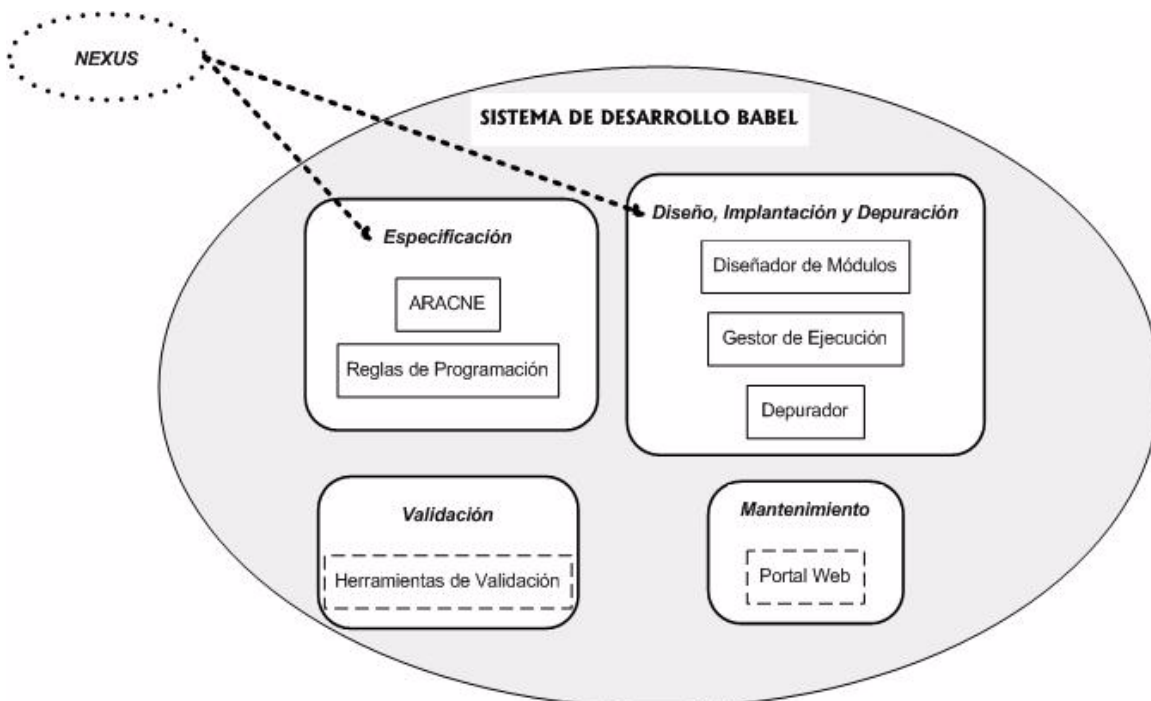 NEXUS
SISTEMA DE DESARROLLO BABEL
Especificación
ARACNE
Reglas de Programación
Diseño, Implantación y Depuración
Diseñador de Módulos
Gestor de Ejecución
Depurador
Validación
Herramientas de Validación
Mantenimiento
Portal Web